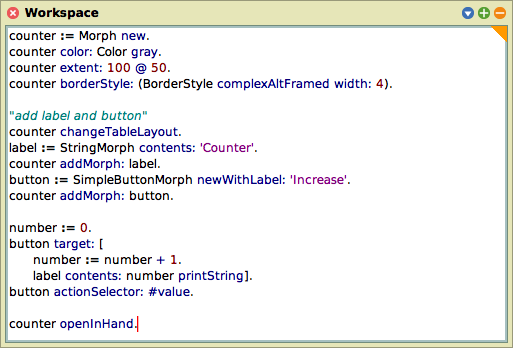 Workspace
counter := Morph new.
counter color: Color gray.
counter extent: 100 @ 50.
counter borderStyle: (BorderStyle complexAltFramed width: 4).
"add label and button"
counter changeTableLayout.
label := StringMorph contents: 'Counter'.
counter addMorph: label.
button := SimpleButtonMorph newWithLabel: 'Increase'.
counter addMorph: button.
number := 0.
button target: [
number := number + 1.
label contents: number printString].
button actionSelector: #value.
counter openInHand.